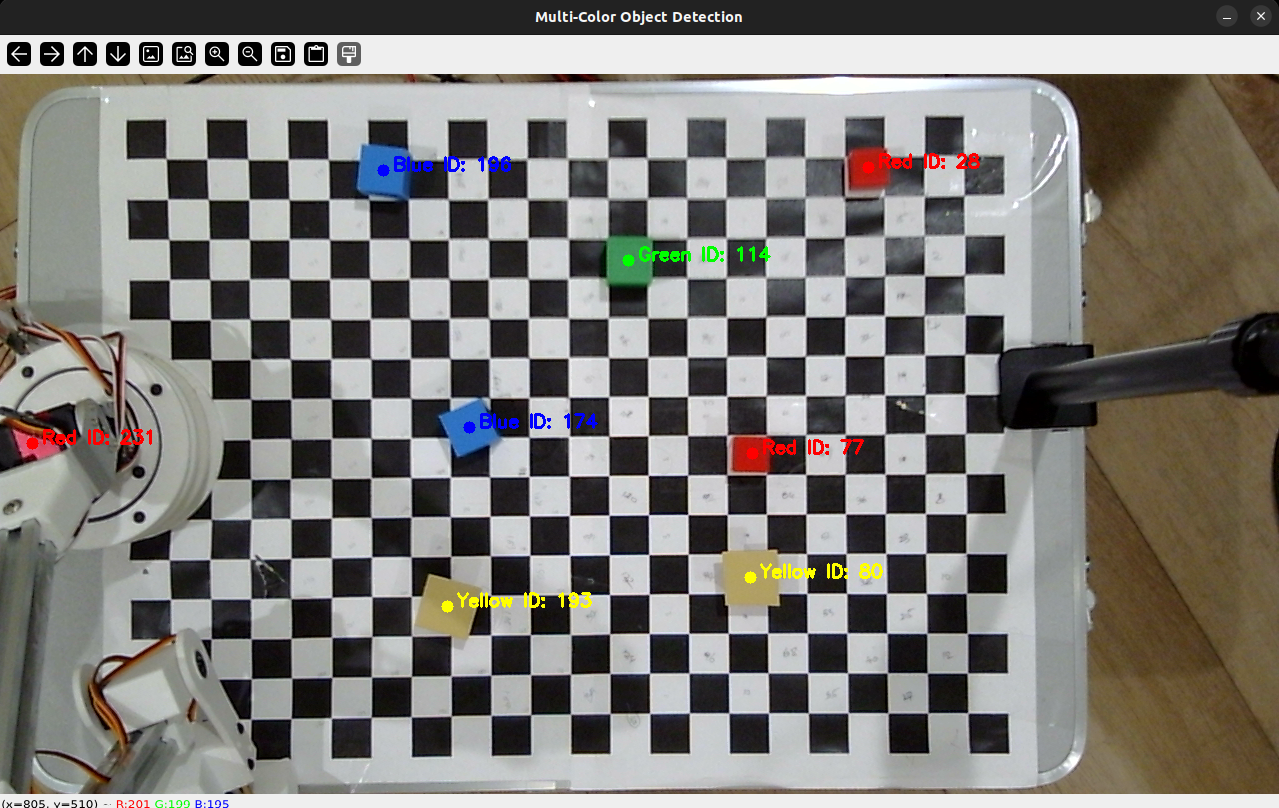 Multi-Color Object Detection
Blue ID: 196
Red ID: 28
Green ID: 114
Blue ID: 174
Red ID: 231
Red ID: 77
Yellow ID: 80
Yellow ID: 193
(x=805, y=510) ~ R:201 G:199 B:195